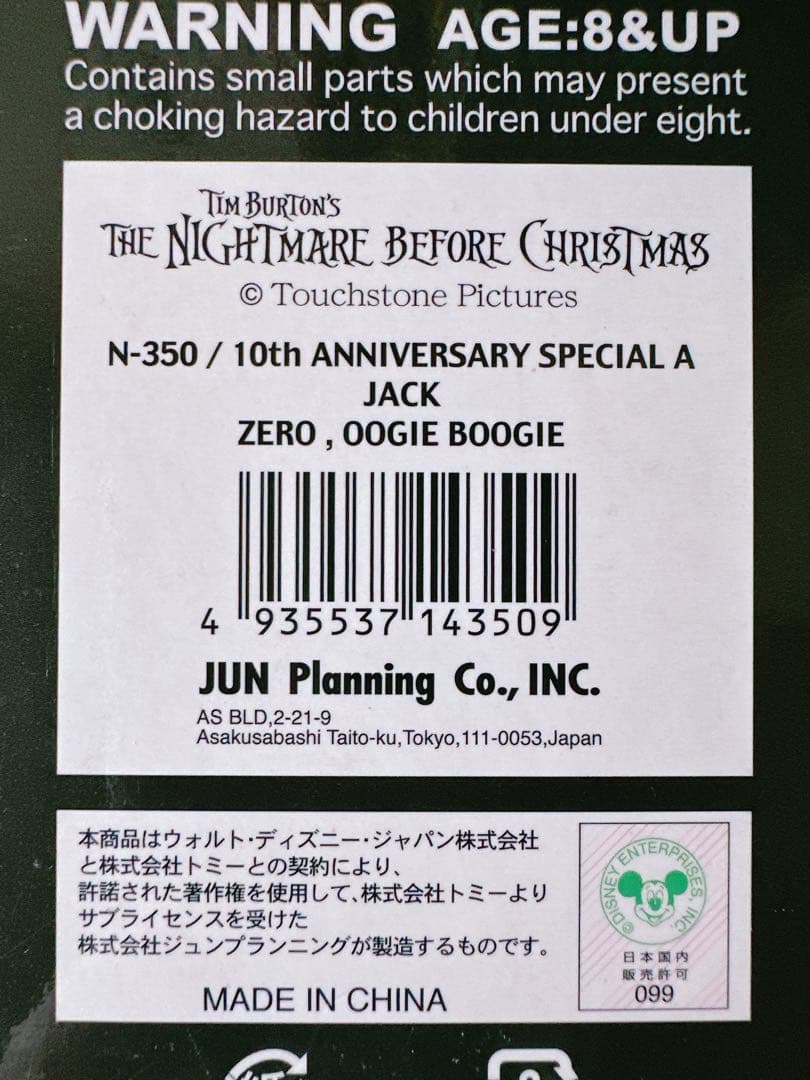 WARNING AGE:8&UP
Contains small parts which may present
a choking hazard to children under eight.
TIM BURTON'S
THE NIGHTMARE BEFORE CHRISTMAS
© Touchstone Pictures
N-350 / 10th ANNIVERSARY SPECIAL A
JACK
ZERO , OOGIE BOOGIE
4 935537 143509
JUN Planning Co., INC.
AS BLD,2-21-9
Asakusabashi Taito-ku,Tokyo,111-0053,Japan
本商品はウォルト・ディズニー・ジャパン株式会社
と株式会社トミーとの契約により、
許諾された著作権を使用して、株式会社トミーより
サブライセンスを受けた
株式会社ジュンプランニングが製造するものです。
MADE IN CHINA
©DISNEY ENTERPRISES, INC.
日本国内
販売許可
099